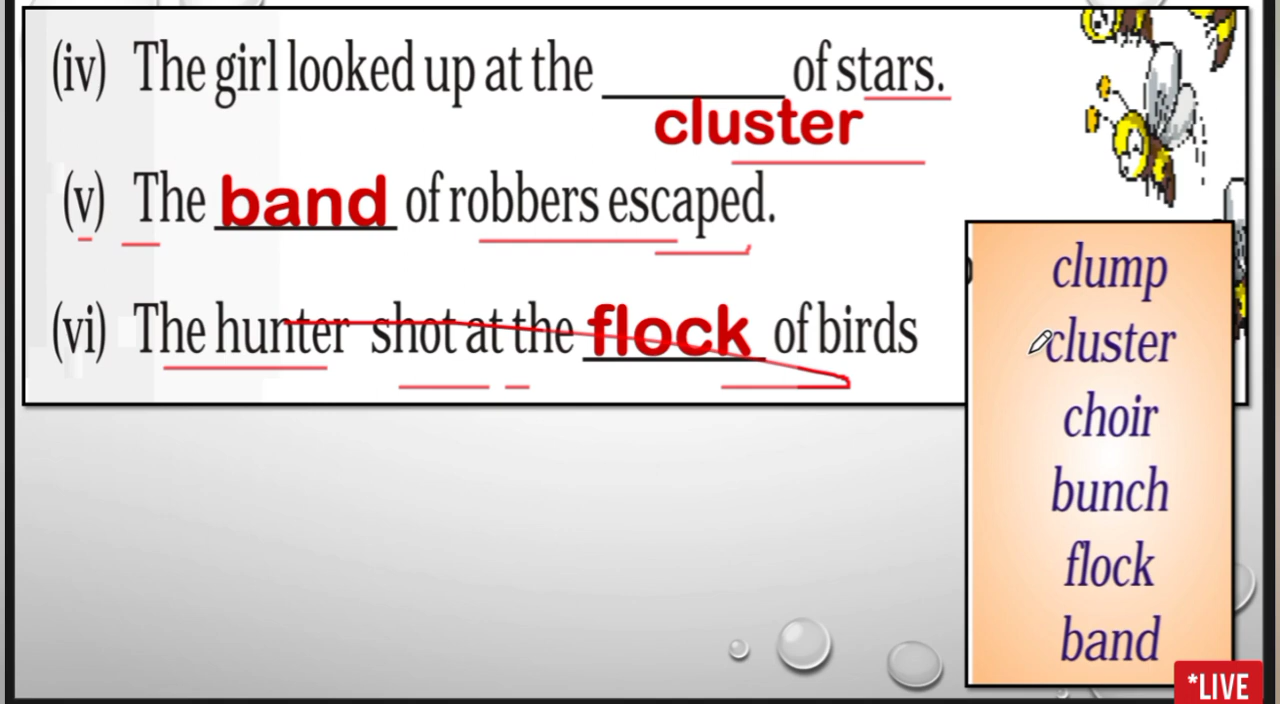 (iv) The girl looked up at the ________ of stars.
cluster
(v) The band of robbers escaped.
(vi) The hunter shot at the flock of birds
clump
cluster
choir
bunch
flock
band
*LIVE